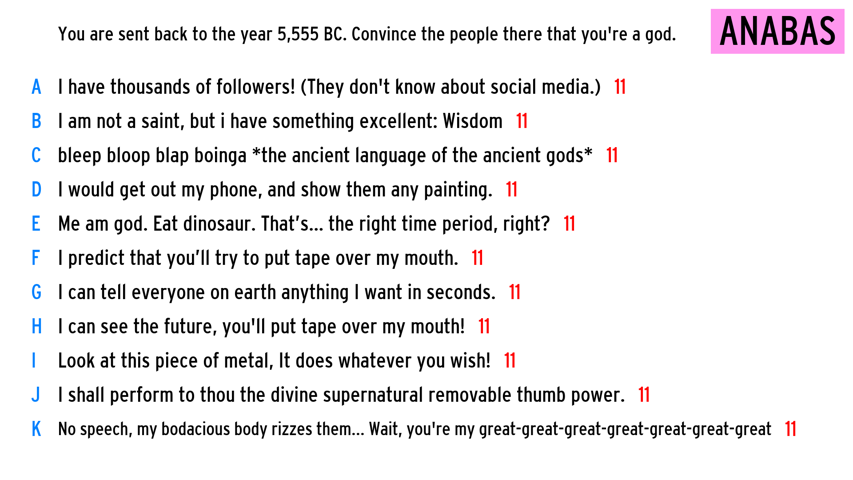 You are sent back to the year 5,555 BC. Convince the people there that you're a god.
ANABAS
A I have thousands of followers! (They don't know about social media.) 11
B I am not a saint, but i have something excellent: Wisdom 11
C bleep bloop blap boinga *the ancient language of the ancient gods* 11
D I would get out my phone, and show them any painting. 11
E Me am god. Eat dinosaur. That's... the right time period, right? 11
F I predict that you'll try to put tape over my mouth. 11
G I can tell everyone on earth anything I want in seconds. 11
H I can see the future, you'll put tape over my mouth! 11
I Look at this piece of metal, It does whatever you wish! 11
J I shall perform to thou the divine supernatural removable thumb power. 11
K No speech, my bodacious body rizzes them... Wait, you're my great-great-great-great-great-great-great 11